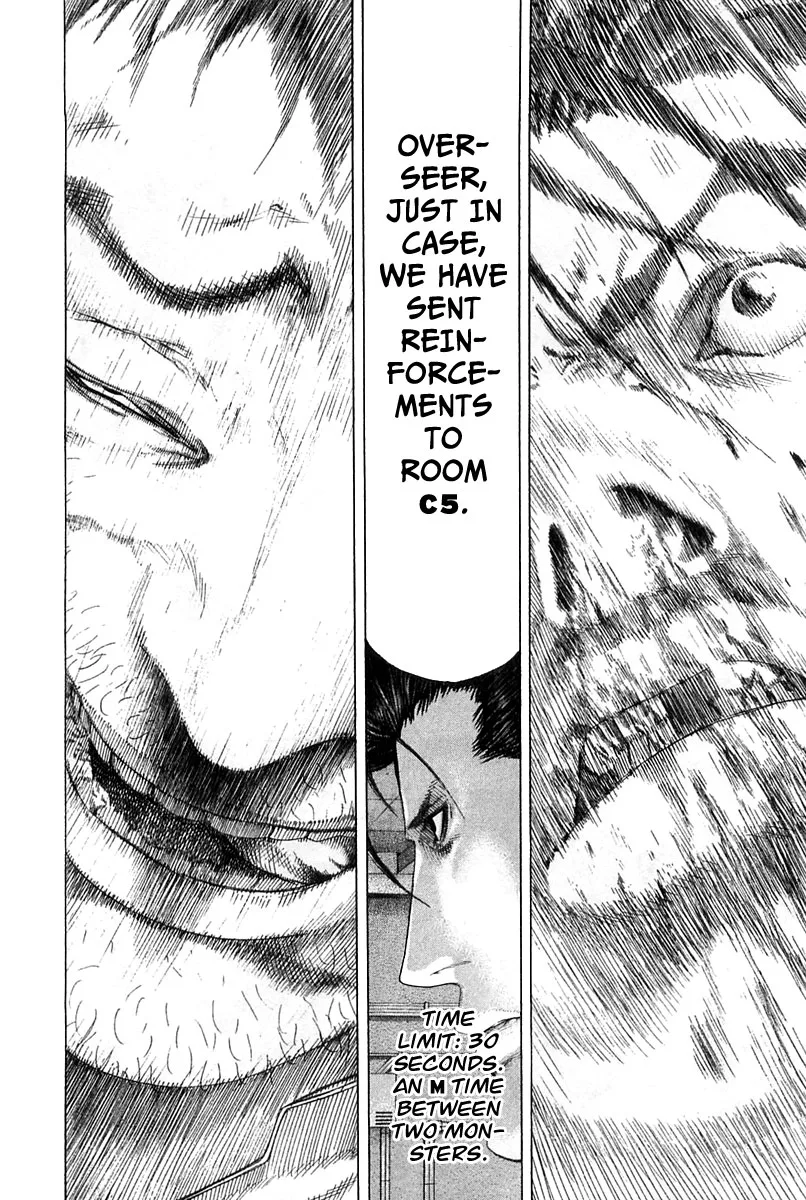 OVER-
SEER,
JUST IN
CASE,
WE HAVE
SENT
REIN-
FORCE-
MENTS
TO
ROOM
C5.
TIME
LIMIT: 30
SECONDS.
AN M TIME
BETWEEN
TWO MON-
STERS.